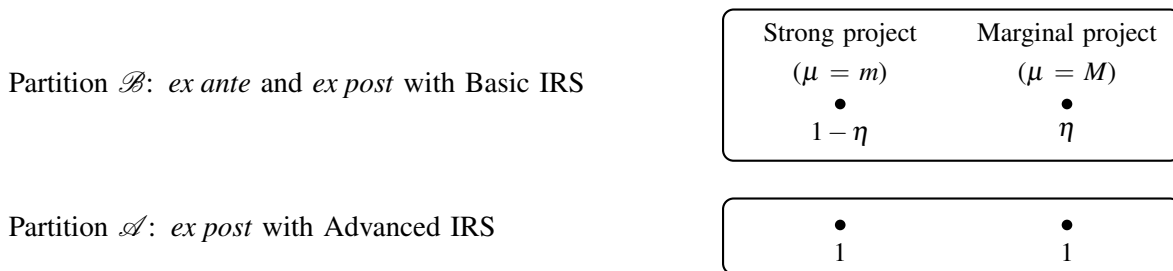 Strong project Marginal project
(μ = m) (μ = M)
Partition ℬ: ex ante and ex post with Basic IRS
1 − η η
Partition 𝒜: ex post with Advanced IRS
1 1